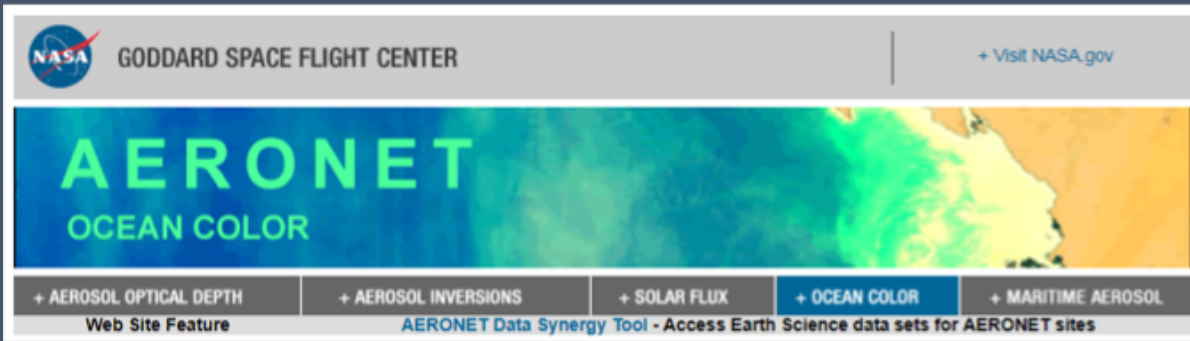 NASA GODDARD SPACE FLIGHT CENTER + Visit NASA.gov
AERONET
OCEAN COLOR
+ AEROSOL OPTICAL DEPTH + AEROSOL INVERSIONS + SOLAR FLUX + OCEAN COLOR + MARITIME AEROSOL
Web Site Feature AERONET Data Synergy Tool - Access Earth Science data sets for AERONET sites